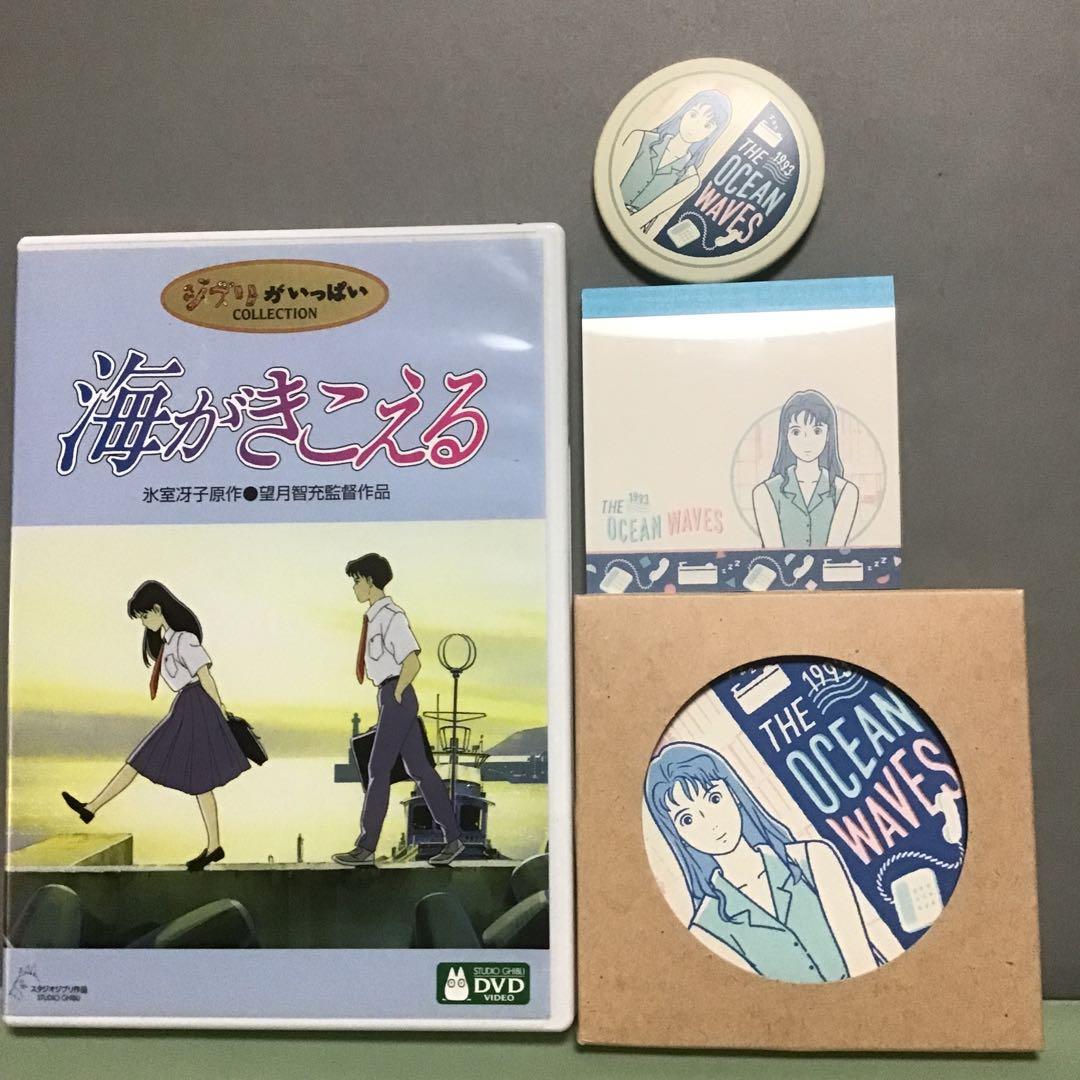 ジブリがいっぱい
COLLECTION
海がきこえる
氷室冴子原作●望月智充監督作品
スタジオジブリ作品
STUDIO GHIBLI
STUDIO GHIBLI
DVD
VIDEO
zzz
1993
THE
OCEAN
WAVES
THE 1993
OCEAN WAVES
zzz
1993
THE
OCEAN
WAVES